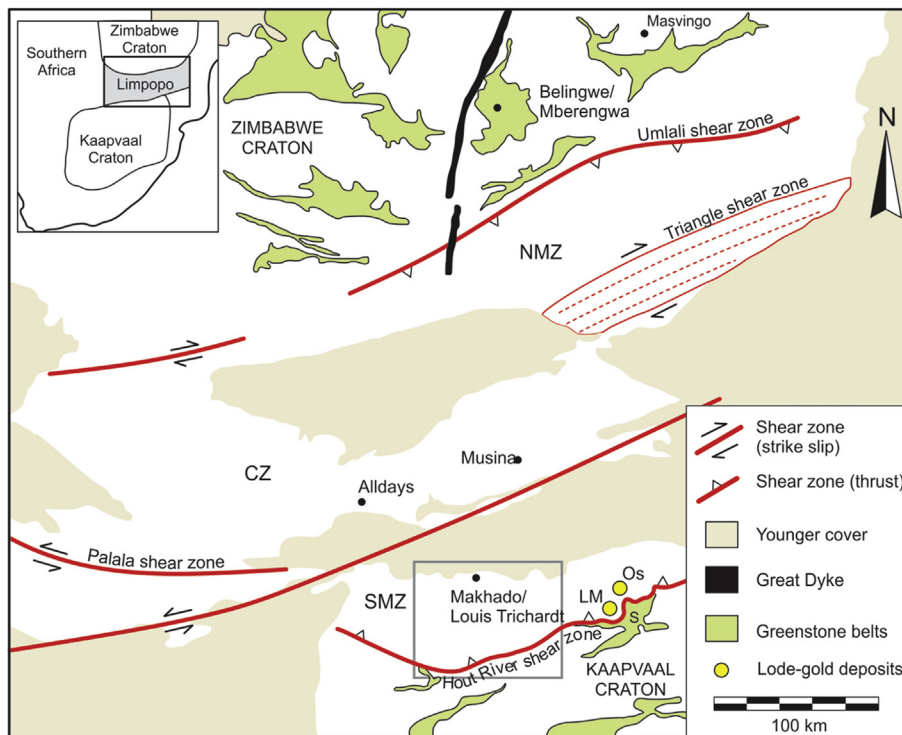 Southern
Africa
Zimbabwe
Craton
Limpopo
Kaapvaal
Craton
Masvingo
Belingwe/
Mberengwa
ZIMBABWE
CRATON
Umlali shear zone
N
Triangle shear zone
NMZ
CZ
Musina
Alldays
Palala shear zone
SMZ
Makhado/
Louis Trichardt
Os
LM
S
Hout River shear zone
KAAPVAAL
CRATON
Shear zone
(strike slip)
Shear zone (thrust)
Younger cover
Great Dyke
Greenstone belts
Lode-gold deposits
100 km